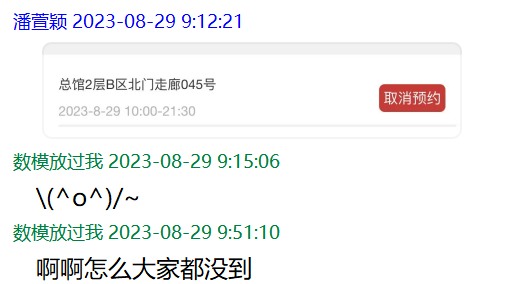 潘萱颖 2023-08-29 9:12:21
总馆2层B区北门走廊045号
2023-8-29 10:00-21:30
取消预约
数模放过我 2023-08-29 9:15:06
\(^o^)/~
数模放过我 2023-08-29 9:51:10
啊啊怎么大家都没到